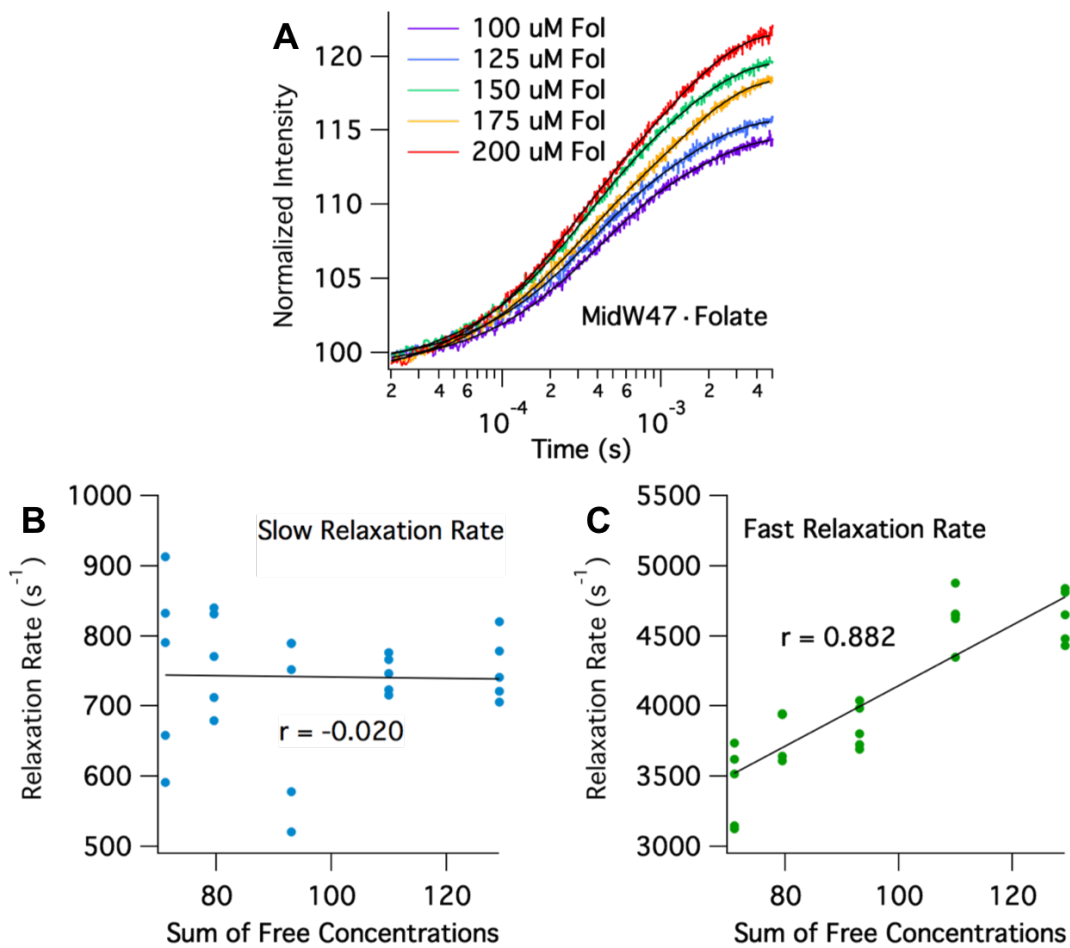 A
Normalized Intensity
120
115
110
105
100
100 uM Fol
125 uM Fol
150 uM Fol
175 uM Fol
200 uM Fol
MidW47 · Folate
2 4 6 2 4 6 2
10⁻⁴ 10⁻³
Time (s)
B
Relaxation Rate (s⁻¹)
1000
900
800
700
600
500
Slow Relaxation Rate
r = -0.020
80 100 120
Sum of Free Concentrations
C
Relaxation Rate (s⁻¹)
5500
5000
4500
4000
3500
3000
Fast Relaxation Rate
r = 0.882
80 100 120
Sum of Free Concentrations